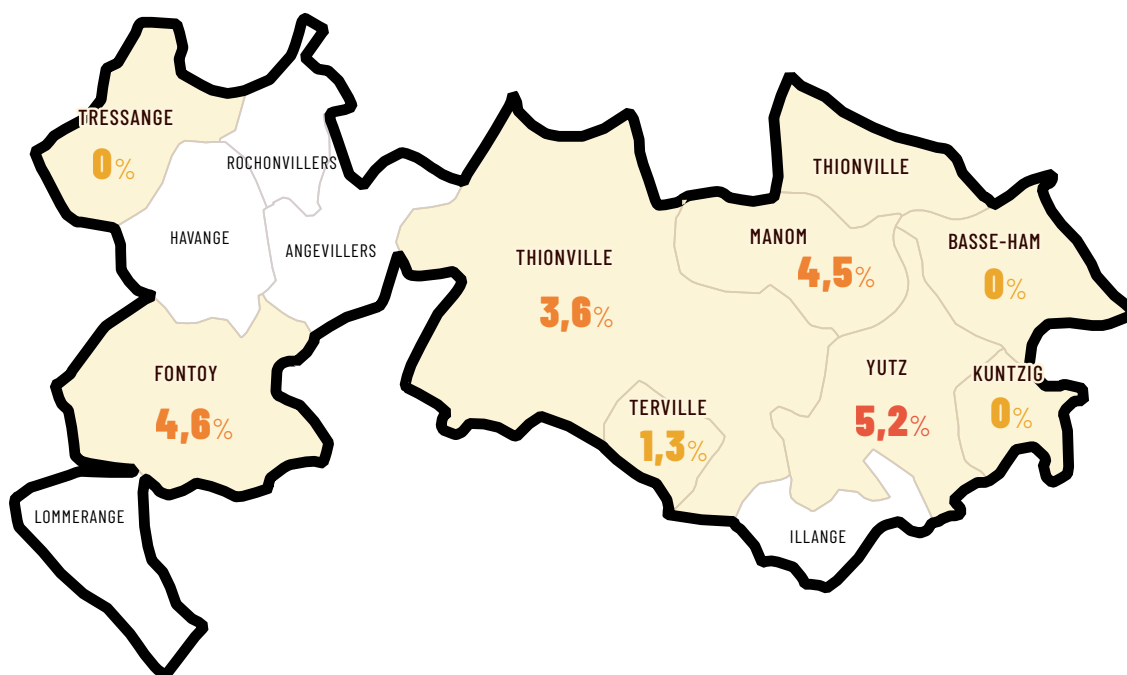 TRESSANGE
0%
ROCHONVILLERS
HAVANGE
ANGEVILLERS
FONTOY
4,6%
LOMMERANGE
THIONVILLE
3,6%
THIONVILLE
MANOM
4,5%
BASSE-HAM
0%
YUTZ
5,2%
KUNTZIG
0%
TERVILLE
1,3%
ILLANGE